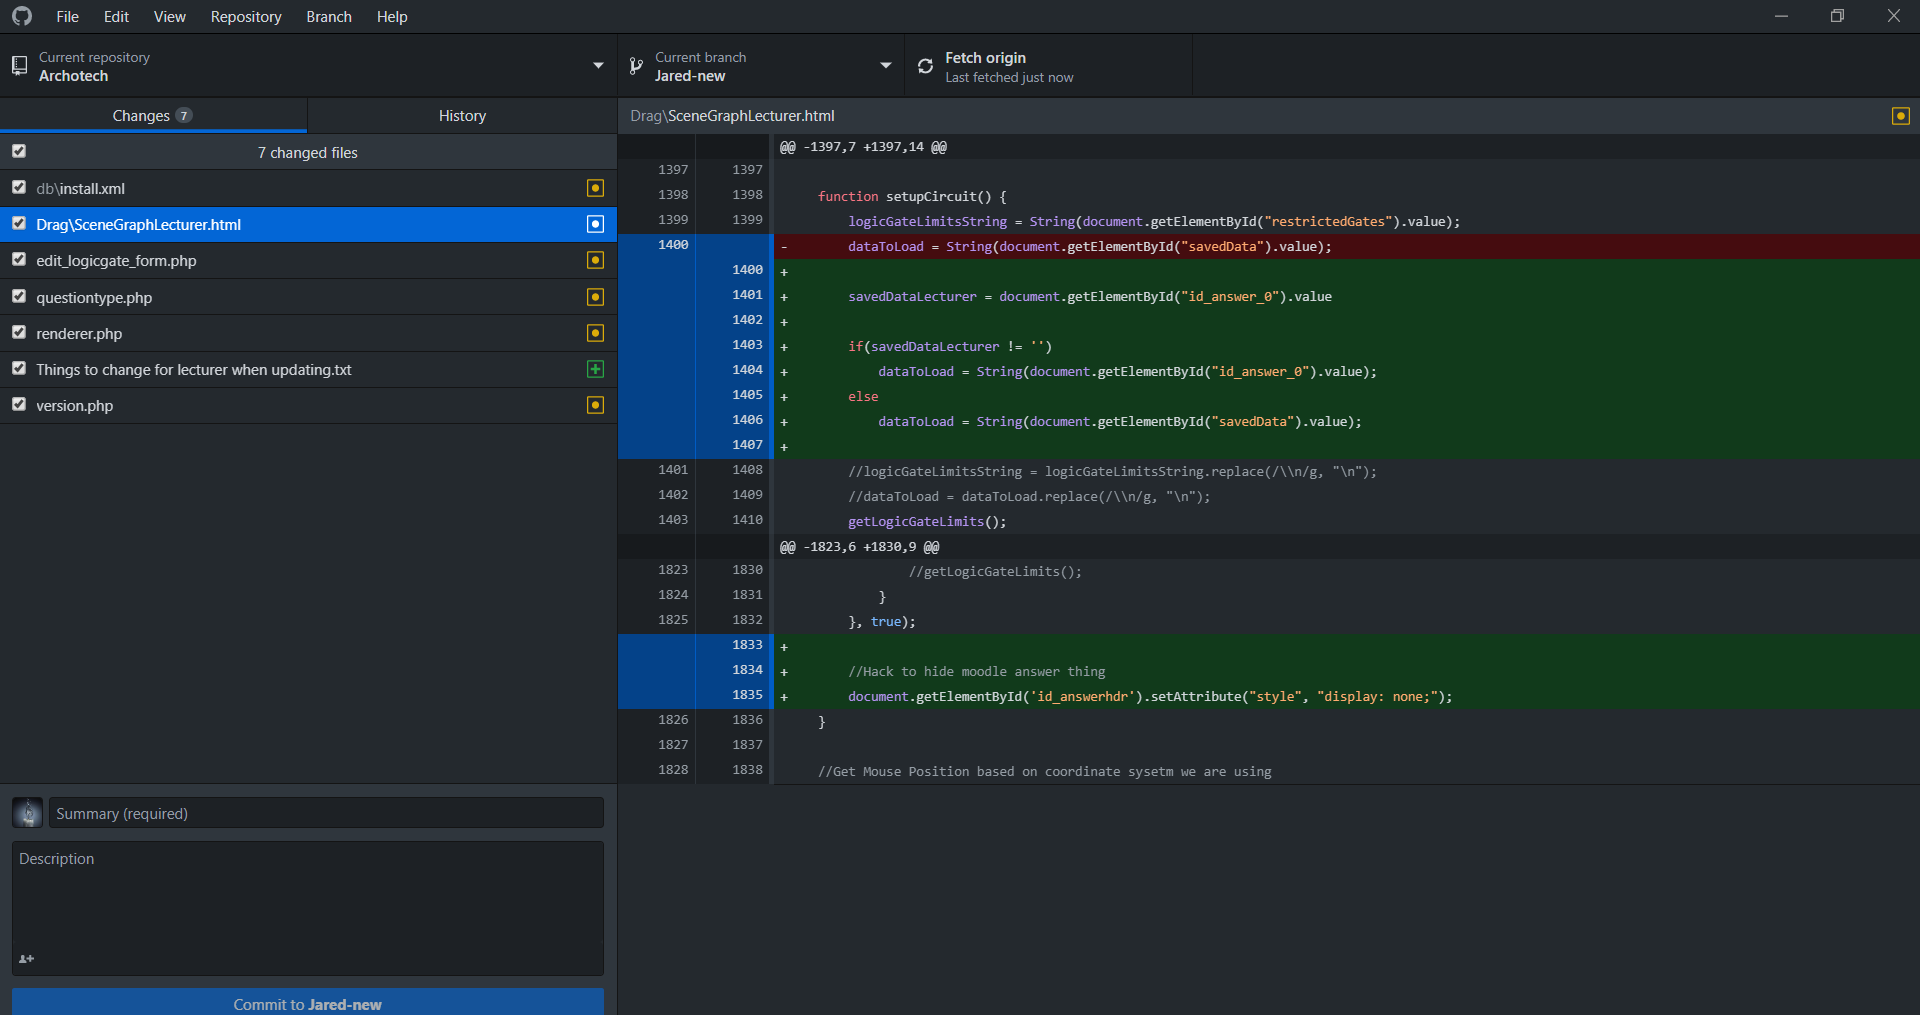 File Edit View Repository Branch Help
Current repository
Archotech
Current branch
Jared-new
Fetch origin
Last fetched just now
Changes 7
History
7 changed files
db\install.xml
Drag\SceneGraphLecturer.html
edit_logicgate_form.php
questiontype.php
renderer.php
Things to change for lecturer when updating.txt
version.php
Summary (required)
Description
Commit to Jared-new
Drag\SceneGraphLecturer.html
@@ -1397,7 +1397,14 @@
1397 1397
1398 1398 function setupCircuit() {
1399 1399 logicGateLimitsString = String(document.getElementById("restrictedGates").value);
1400 - dataToLoad = String(document.getElementById("savedData").value);
1400 +
1401 + savedDataLecturer = document.getElementById("id_answer_0").value
1402 +
1403 + if(savedDataLecturer != '')
1404 + dataToLoad = String(document.getElementById("id_answer_0").value);
1405 + else
1406 + dataToLoad = String(document.getElementById("savedData").value);
1407 +
1401 1408 //logicGateLimitsString = logicGateLimitsString.replace(/\\n/g, "\n");
1402 1409 //dataToLoad = dataToLoad.replace(/\\n/g, "\n");
1403 1410 getLogicGateLimits();
@@ -1823,6 +1830,9 @@
1823 1830 //getLogicGateLimits();
1824 1831 }
1825 1832 }, true);
1833 +
1834 + //Hack to hide moodle answer thing
1835 + document.getElementById('id_answerhdr').setAttribute("style", "display: none;");
1826 1836 }
1827 1837
1828 1838 //Get Mouse Position based on coordinate sysetm we are using